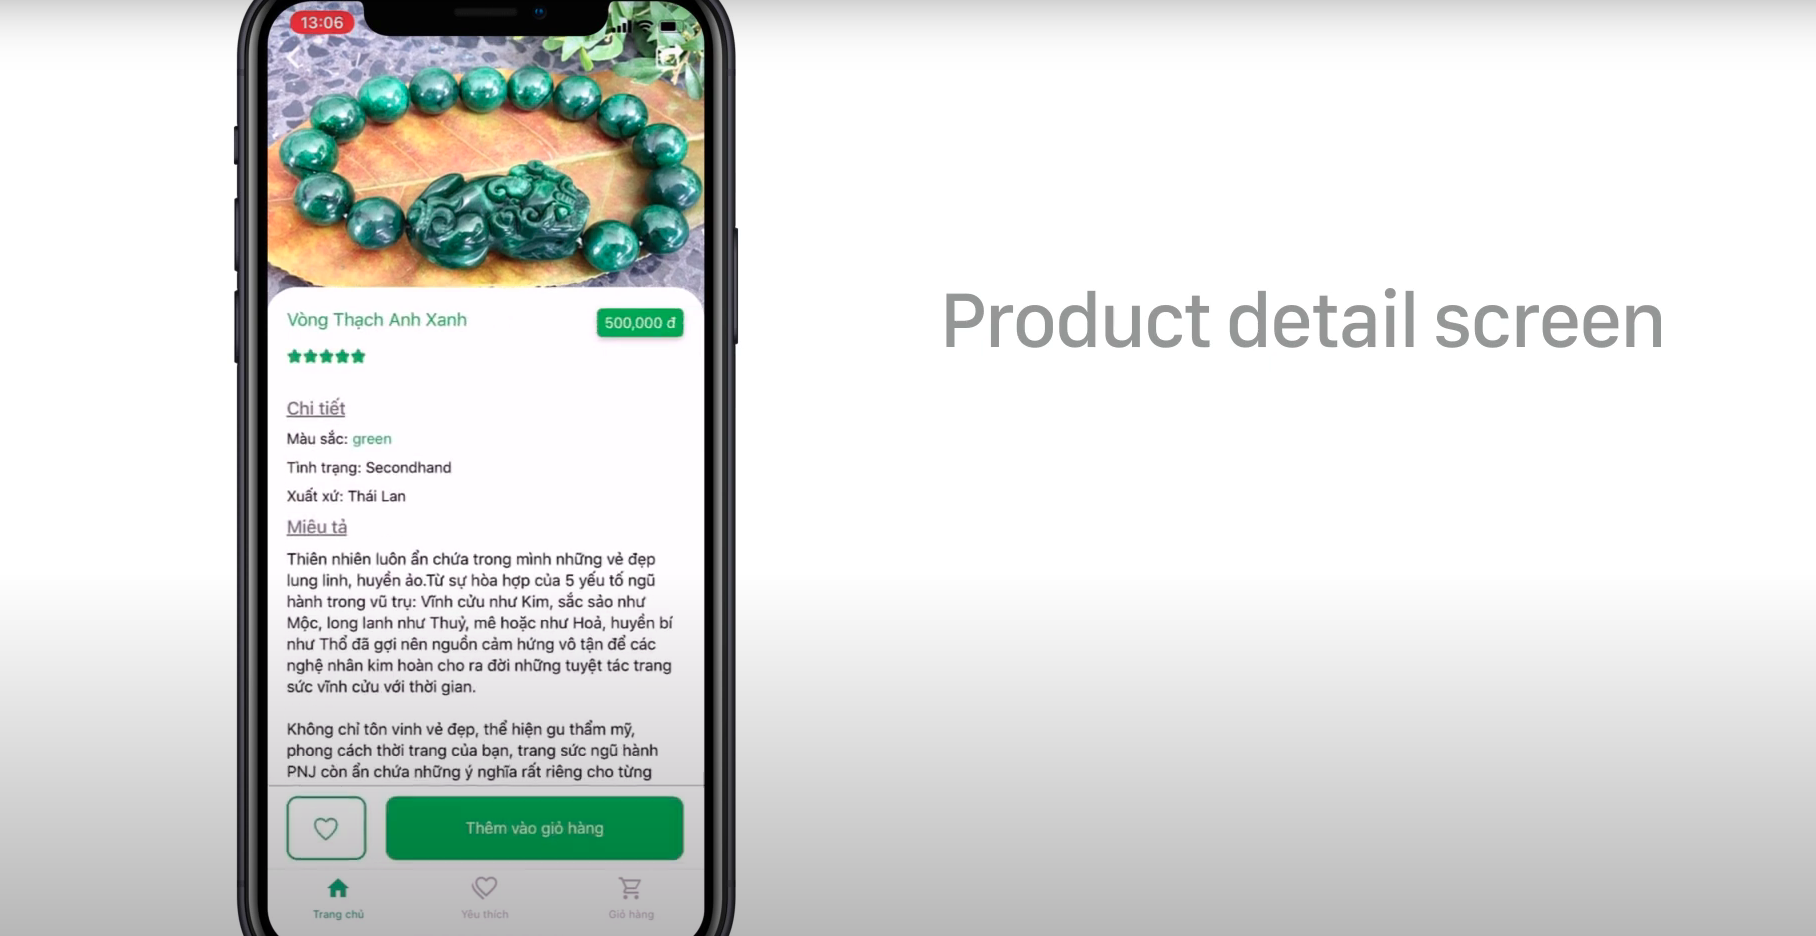 13:06
Vòng Thạch Anh Xanh
500,000 đ
Chi tiết
Màu sắc: green
Tình trạng: Secondhand
Xuất xứ: Thái Lan
Miêu tả
Thiên nhiên luôn ẩn chứa trong mình những vẻ đẹp
lung linh, huyền ảo.Từ sự hòa hợp của 5 yếu tố ngũ
hành trong vũ trụ: Vĩnh cửu như Kim, sắc sảo như
Mộc, long lanh như Thuỷ, mê hoặc như Hoả, huyền bí
như Thổ đã gợi nên nguồn cảm hứng vô tận để các
nghệ nhân kim hoàn cho ra đời những tuyệt tác trang
sức vĩnh cửu với thời gian.
Không chỉ tôn vinh vẻ đẹp, thể hiện gu thẩm mỹ,
phong cách thời trang của bạn, trang sức ngũ hành
PNJ còn ẩn chứa những ý nghĩa rất riêng cho từng
Thêm vào giỏ hàng
Trang chủ
Yêu thích
Giỏ hàng
Product detail screen